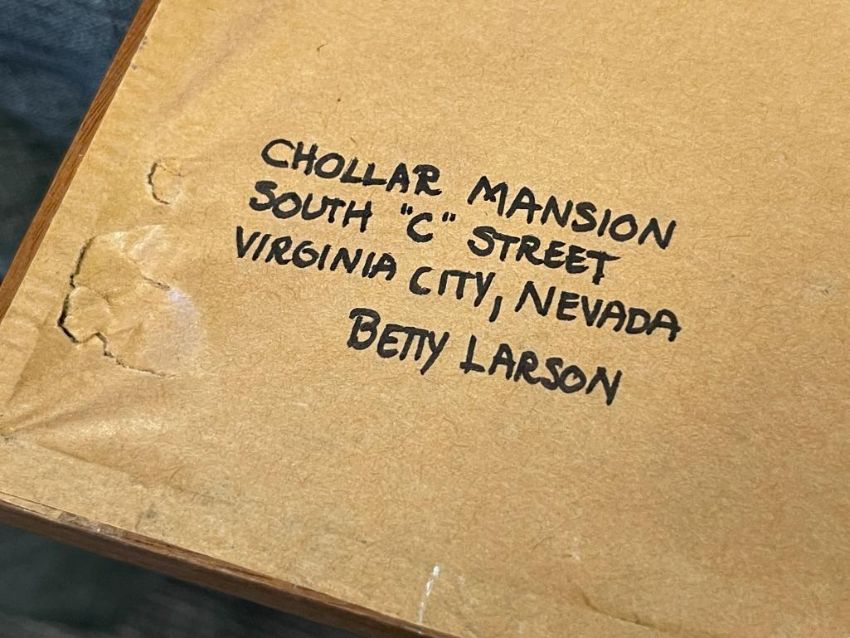 CHOLLAR MANSION
SOUTH "C" STREET
VIRGINIA CITY, NEVADA
BETTY LARSON